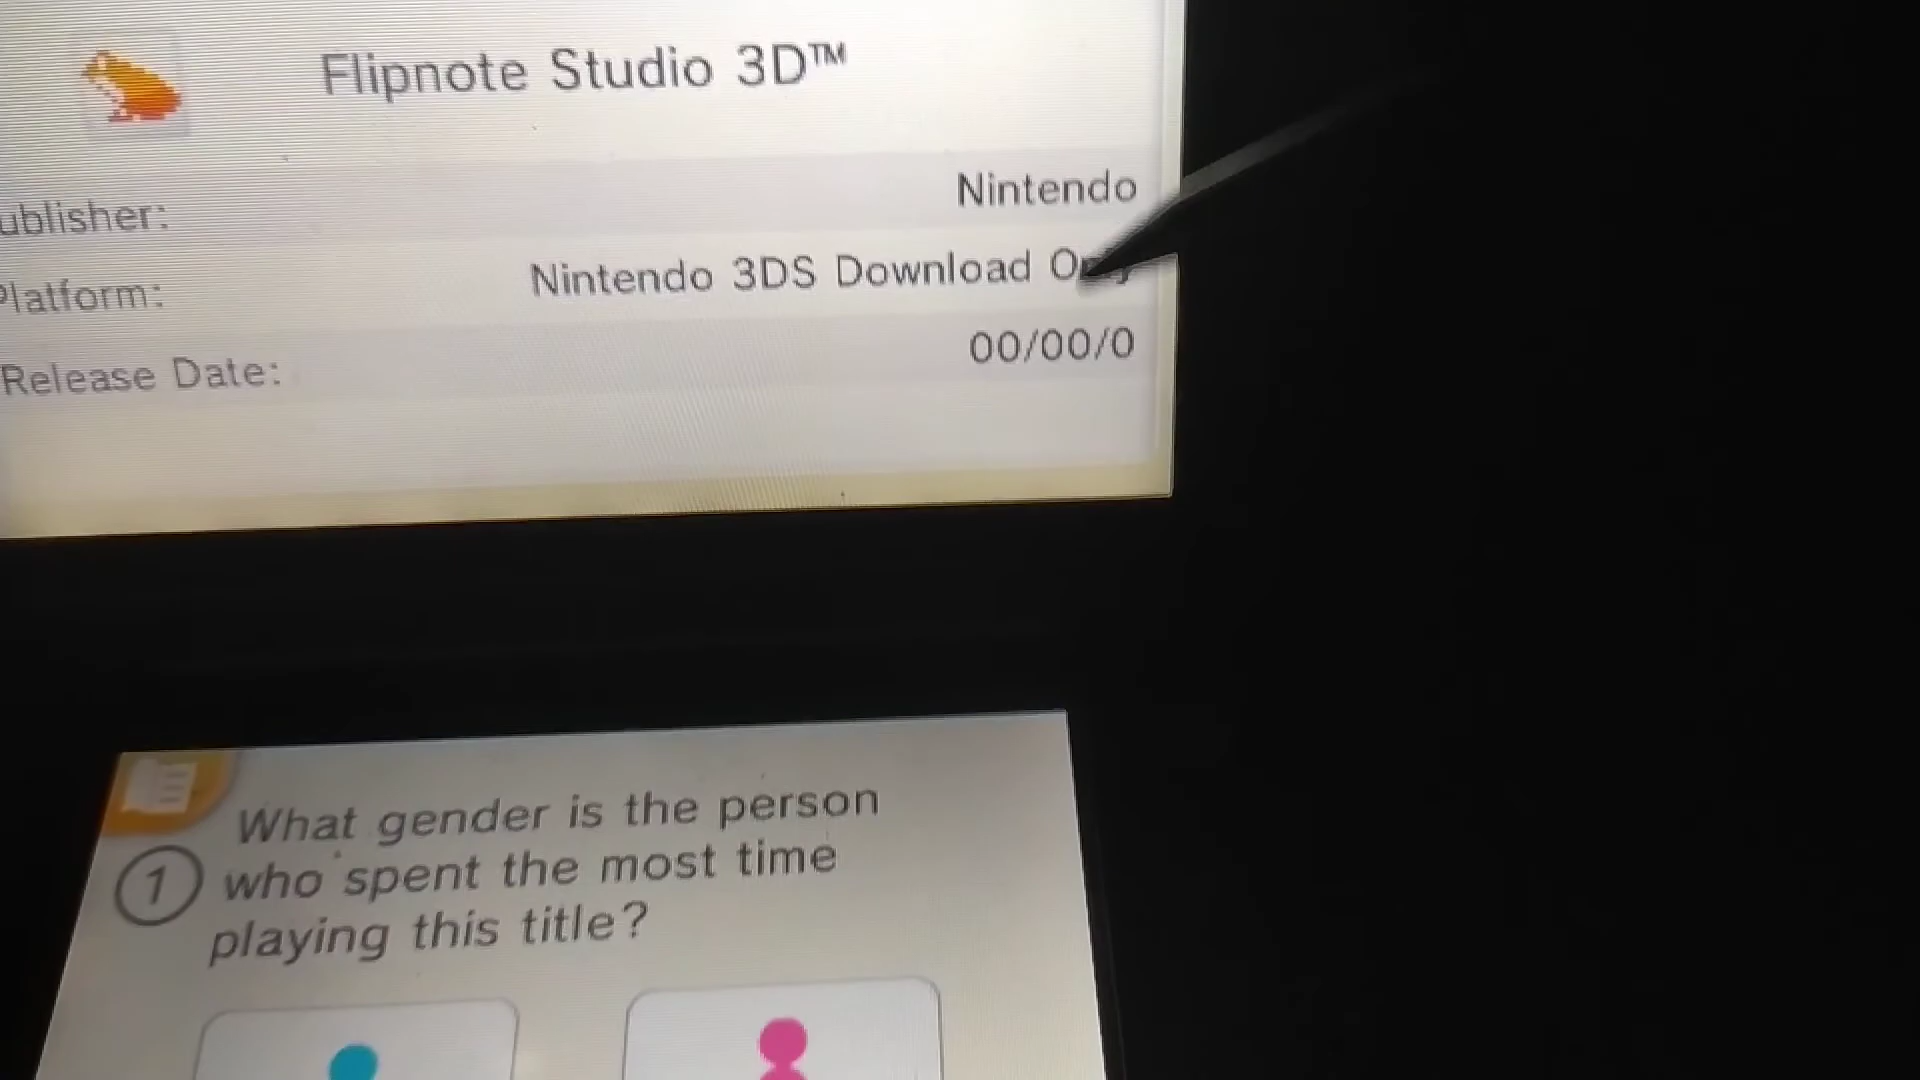 Flipnote Studio 3D™
ublisher: Nintendo
Platform: Nintendo 3DS Download
Release Date: 00/00/0
1 What gender is the person
who spent the most time
playing this title?